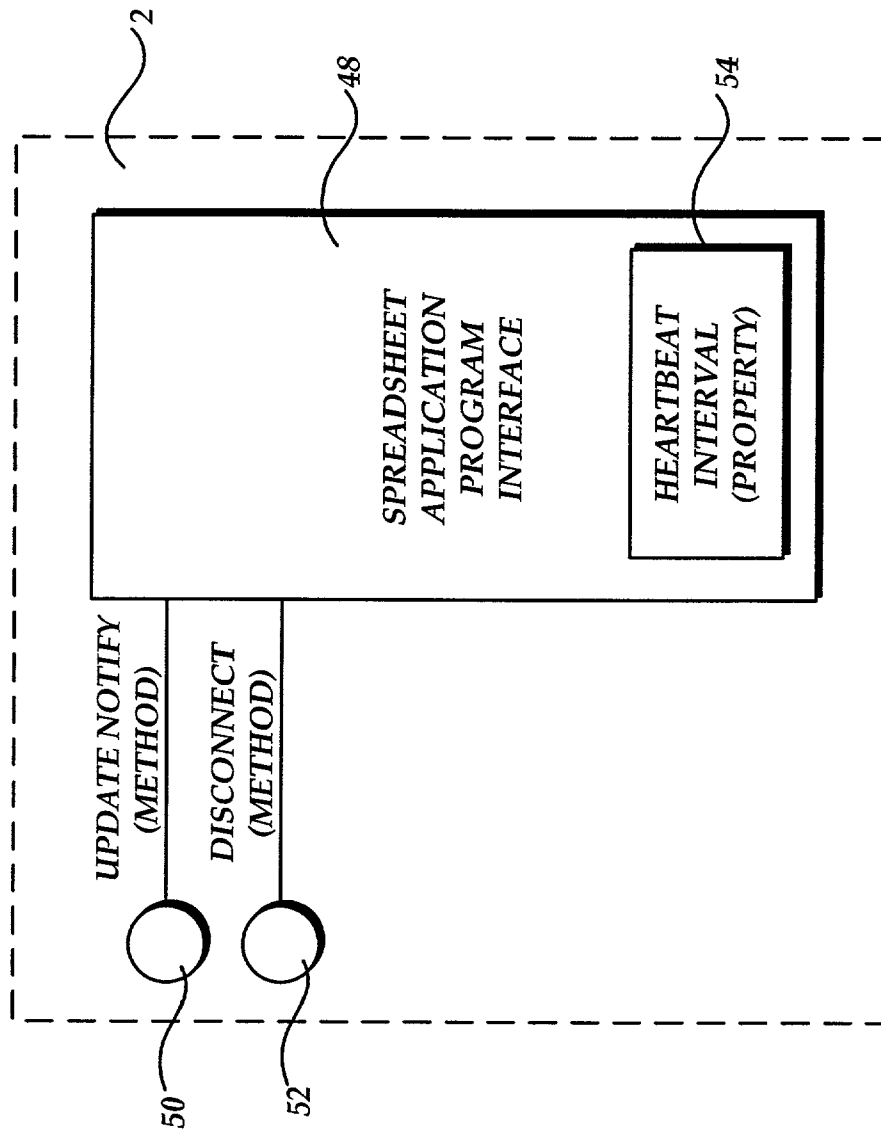 2
48
54
SPREADSHEET
APPLICATION
PROGRAM
INTERFACE
HEARTBEAT
INTERVAL
(PROPERTY)
UPDATE NOTIFY
(METHOD)
DISCONNECT
(METHOD)
50
52